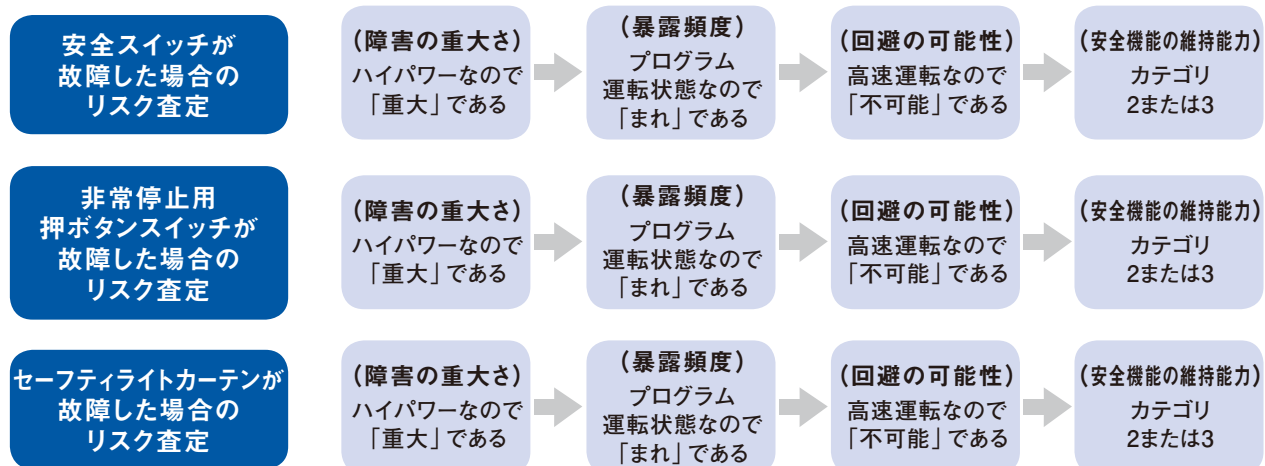 安全スイッチが
故障した場合の
リスク査定
(障害の重大さ)
ハイパワーなので
「重大」である
(暴露頻度)
プログラム
運転状態なので
「まれ」である
(回避の可能性)
高速運転なので
「不可能」である
(安全機能の維持能力)
カテゴリ
2または3
非常停止用
押ボタンスイッチが
故障した場合の
リスク査定
(障害の重大さ)
ハイパワーなので
「重大」である
(暴露頻度)
プログラム
運転状態なので
「まれ」である
(回避の可能性)
高速運転なので
「不可能」である
(安全機能の維持能力)
カテゴリ
2または3
セーフティライトカーテンが
故障した場合の
リスク査定
(障害の重大さ)
ハイパワーなので
「重大」である
(暴露頻度)
プログラム
運転状態なので
「まれ」である
(回避の可能性)
高速運転なので
「不可能」である
(安全機能の維持能力)
カテゴリ
2または3